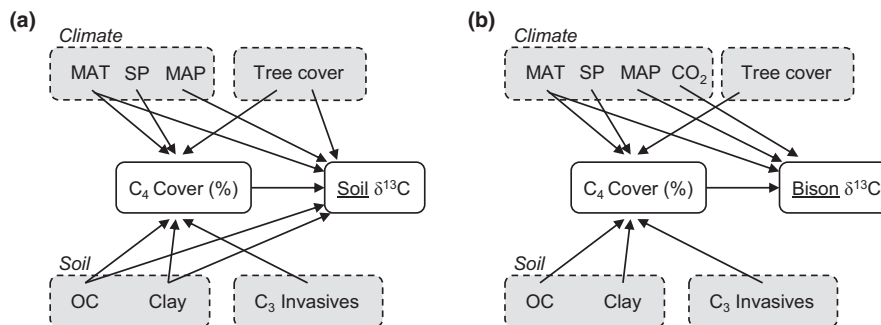 (a)
Climate
MAT SP MAP Tree cover
C₄ Cover (%) Soil δ¹³C
Soil
OC Clay C₃ Invasives
(b)
Climate
MAT SP MAP CO₂ Tree cover
C₄ Cover (%) Bison δ¹³C
Soil
OC Clay C₃ Invasives